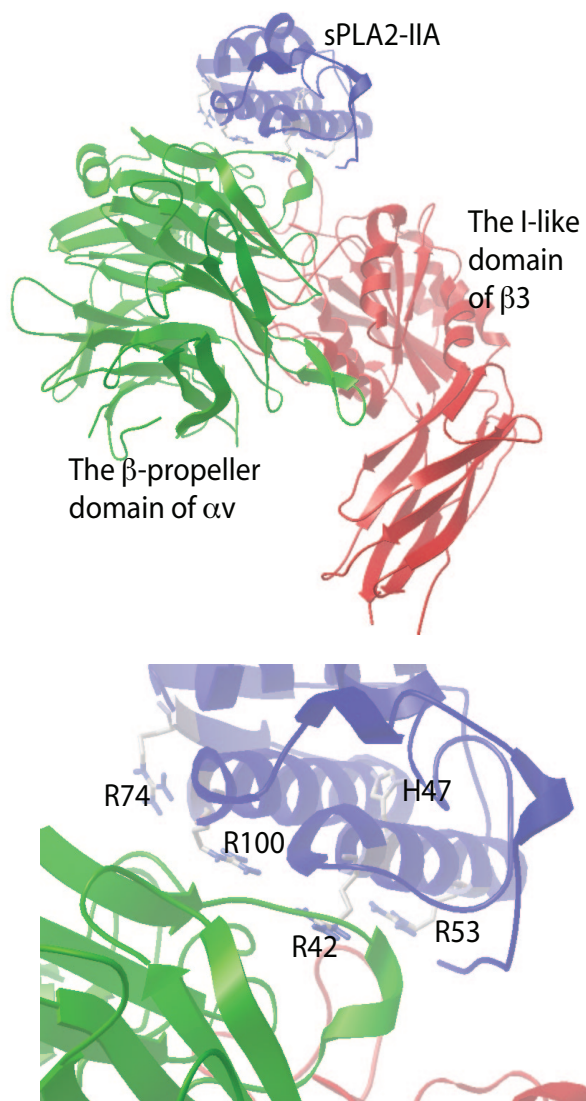 sPLA2-IIA
The I-like
domain
of β3
The β-propeller
domain of αv
R74
H47
R100
R42
R53